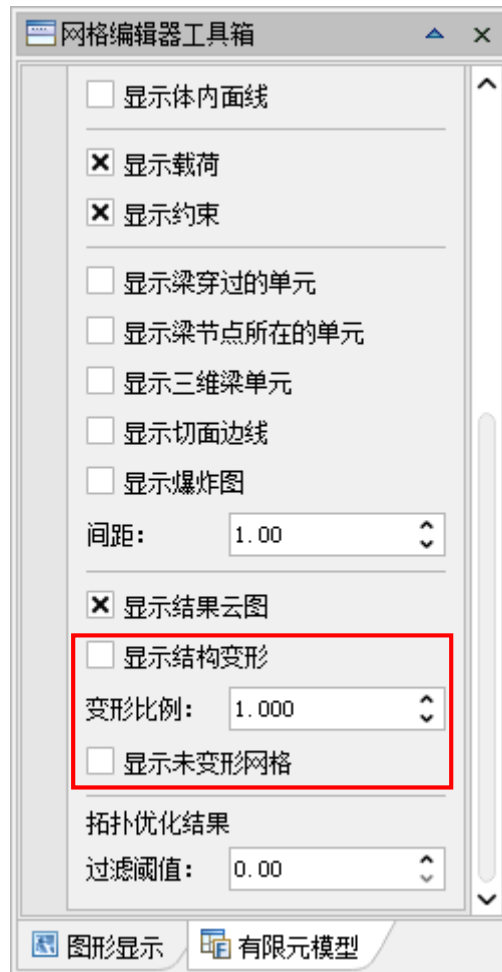 网格编辑器工具箱
显示体内面线
显示载荷
显示约束
显示梁穿过的单元
显示梁节点所在的单元
显示三维梁单元
显示切面边线
显示爆炸图
间距： 1.00
显示结果云图
显示结构变形
变形比例： 1.000
显示未变形网格
拓扑优化结果
过滤阈值： 0.00
图形显示 有限元模型